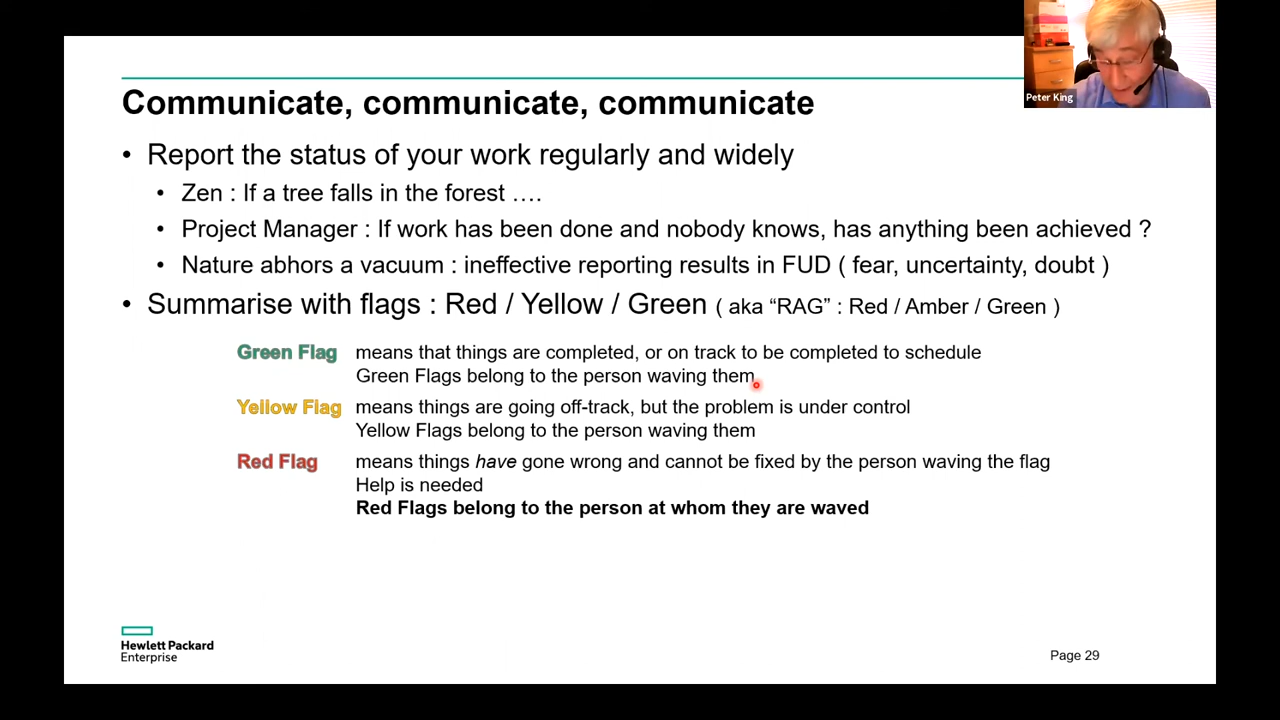 Communicate, communicate, communicate
• Report the status of your work regularly and widely
• Zen : If a tree falls in the forest ….
• Project Manager : If work has been done and nobody knows, has anything been achieved ?
• Nature abhors a vacuum : ineffective reporting results in FUD ( fear, uncertainty, doubt )
• Summarise with flags : Red / Yellow / Green ( aka “RAG” : Red / Amber / Green )
Green Flag means that things are completed, or on track to be completed to schedule
Green Flags belong to the person waving them
Yellow Flag means things are going off-track, but the problem is under control
Yellow Flags belong to the person waving them
Red Flag means things have gone wrong and cannot be fixed by the person waving the flag
Help is needed
Red Flags belong to the person at whom they are waved
Hewlett Packard
Enterprise
Page 29
Peter King